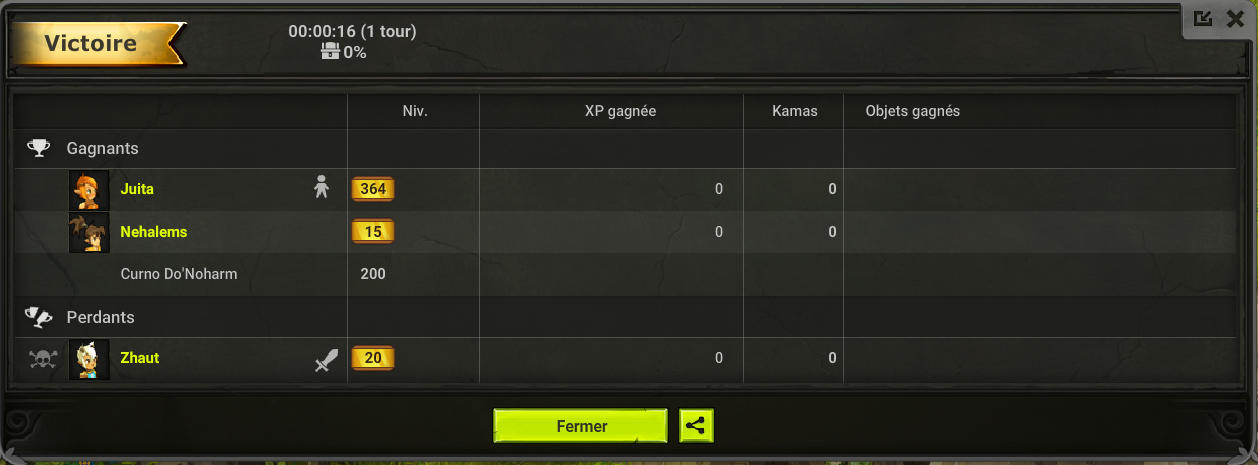 Victoire
00:00:16 (1 tour)
0%
Niv. XP gagnée Kamas Objets gagnés
Gagnants
Juita 364 0 0
Nehalems 15 0 0
Curno Do'Noharm 200
Perdants
Zhaut 20 0 0
Fermer